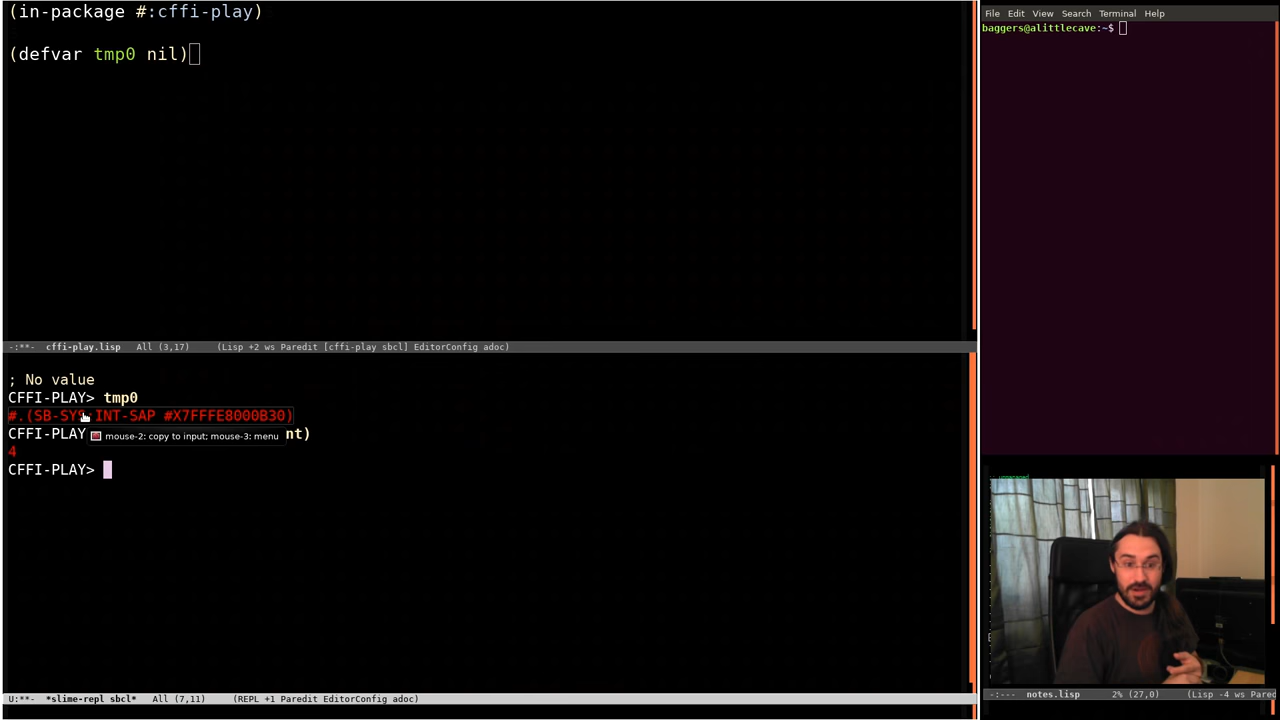 (in-package #:cffi-play)
(defvar tmp0 nil)
-:**-  cffi-play.lisp   All (3,17)     (Lisp +2 ws Paredit [cffi-play sbcl] EditorConfig adoc)
; No value
CFFI-PLAY> tmp0
#.(SB-SYS:INT-SAP #X7FFFE8000B30)
CFFI-PLAY nt)
mouse-2: copy to input; mouse-3: menu
4
CFFI-PLAY>
U:**-  *slime-repl sbcl*   All (7,11)     (REPL +1 Paredit EditorConfig adoc)
File Edit View Search Terminal Help
baggers@alittlecave:~$
-:---  notes.lisp   2% (27,0)     (Lisp -4 ws Pared